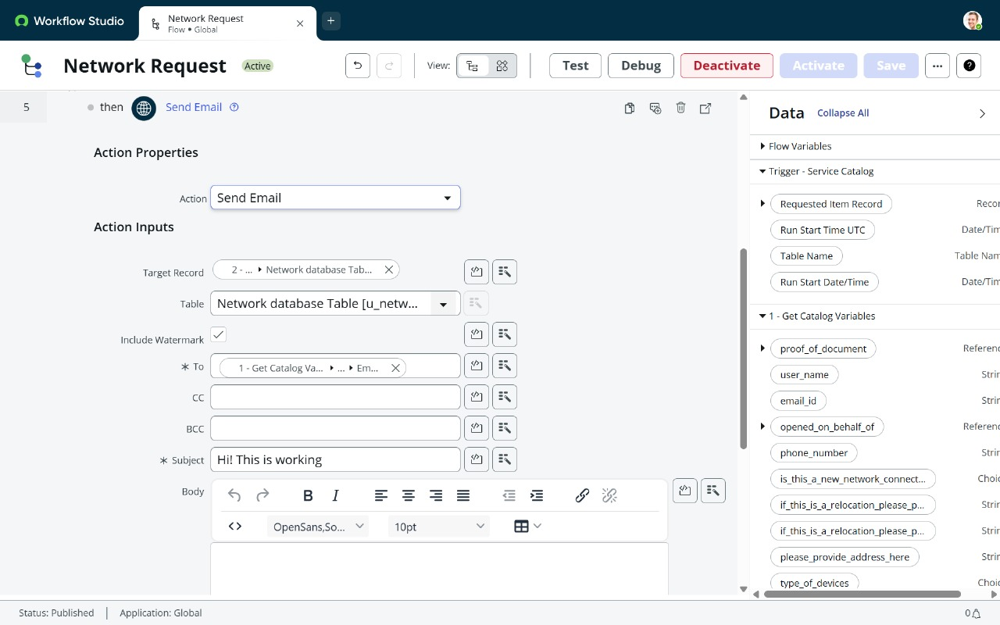 Workflow Studio
Network Request
Flow • Global
Network Request
Active
View:
Test
Debug
Deactivate
Activate
Save
5
then
Send Email
Action Properties
Action
Send Email
Action Inputs
Target Record
2 - ... Network database Tab...
Table
Network database Table [u_netw...
Include Watermark
* To
1 - Get Catalog Va... ... Em...
CC
BCC
* Subject
Hi! This is working
Body
B I
OpenSans,So...
10pt
Data
Collapse All
Flow Variables
Trigger - Service Catalog
Requested Item Record
Recor
Run Start Time UTC
Date/Tim
Table Name
Table Nam
Run Start Date/Time
Date/Tim
1 - Get Catalog Variables
proof_of_document
Referenc
user_name
Strin
email_id
Strin
opened_on_behalf_of
Referenc
phone_number
Strin
is_this_a_new_network_connect...
Choic
if_this_is_a_relocation_please_p...
Strin
if_this_is_a_relocation_please_p...
Strin
please_provide_address_here
Strin
type_of_devices
Choic
Status: Published
Application: Global
0